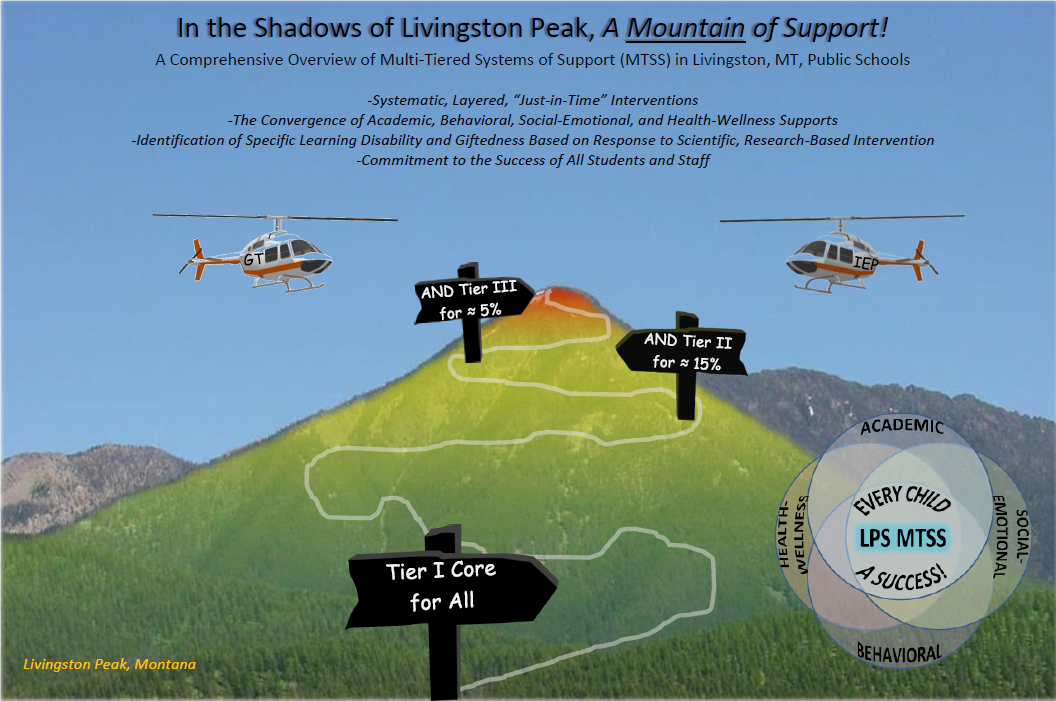 In the Shadows of Livingston Peak, A Mountain of Support!
A Comprehensive Overview of Multi-Tiered Systems of Support (MTSS) in Livingston, MT, Public Schools
-Systematic, Layered, “Just-in-Time” Interventions
-The Convergence of Academic, Behavioral, Social-Emotional, and Health-Wellness Supports
-Identification of Specific Learning Disability and Giftedness Based on Response to Scientific, Research-Based Intervention
-Commitment to the Success of All Students and Staff
GT
IEP
AND Tier III
for ≈ 5%
AND Tier II
for ≈ 15%
Tier I Core
for All
ACADEMIC
HEALTH-
WELLNESS
EVERY CHILD
LPS MTSS
A SUCCESS!
SOCIAL-
EMOTIONAL
BEHAVIORAL
Livingston Peak, Montana